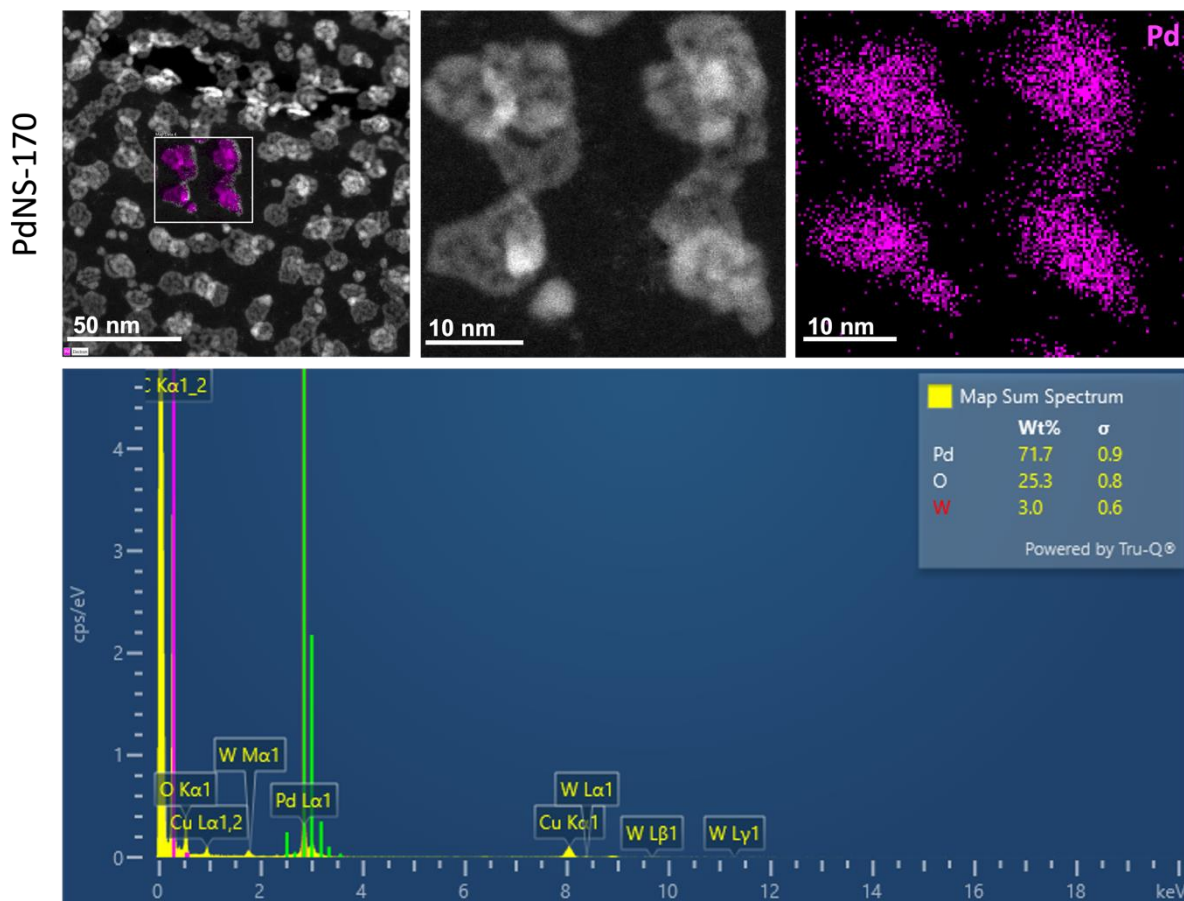 PdNS-170
50 nm
10 nm
Pd
10 nm
C Kα1_2
Map Sum Spectrum
Wt% σ
Pd 71.7 0.9
O 25.3 0.8
W 3.0 0.6
Powered by Tru-Q®
cps/eV
4
3
2
1
0
W Mα1
O Kα1
Cu Lα1,2
Pd Lα1
W Lα1
Cu Kα1
W Lβ1
W Lγ1
0 2 4 6 8 10 12 14 16 18 keV